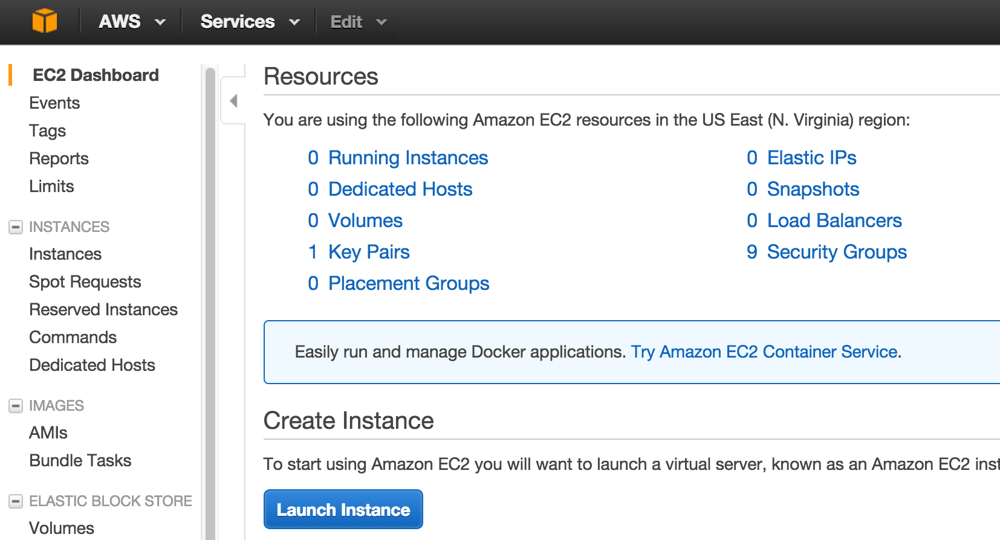 AWS Services Edit
EC2 Dashboard
Events
Tags
Reports
Limits
INSTANCES
Instances
Spot Requests
Reserved Instances
Commands
Dedicated Hosts
IMAGES
AMIs
Bundle Tasks
ELASTIC BLOCK STORE
Volumes
Resources
You are using the following Amazon EC2 resources in the US East (N. Virginia) region:
0 Running Instances
0 Dedicated Hosts
0 Volumes
1 Key Pairs
0 Placement Groups
0 Elastic IPs
0 Snapshots
0 Load Balancers
9 Security Groups
Easily run and manage Docker applications. Try Amazon EC2 Container Service.
Create Instance
To start using Amazon EC2 you will want to launch a virtual server, known as an Amazon EC2 inst
Launch Instance